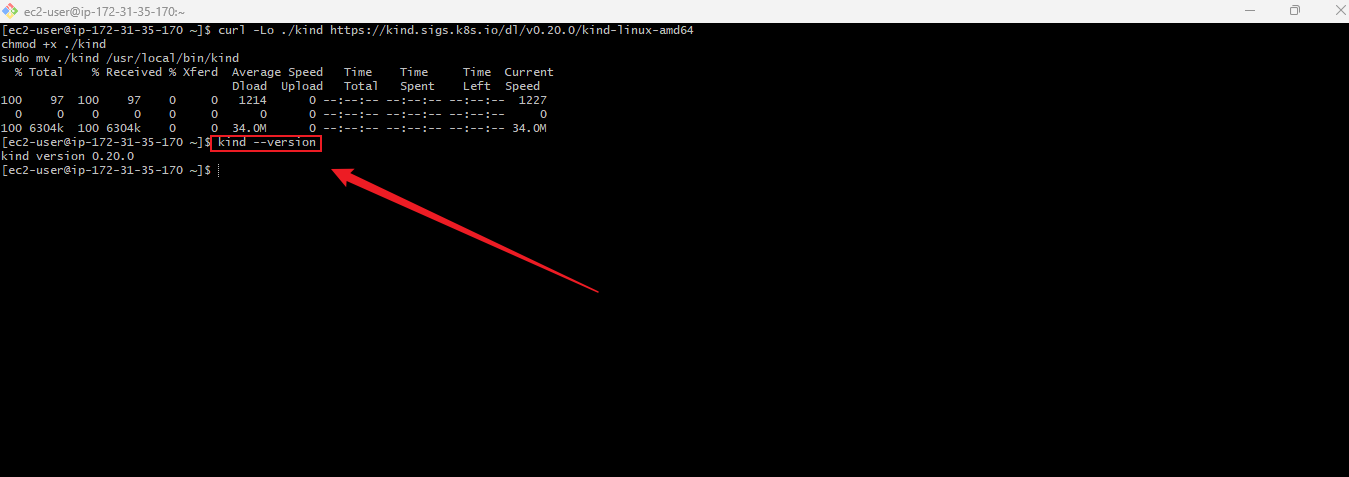 ec2-user@ip-172-31-35-170:~
[ec2-user@ip-172-31-35-170 ~]$ curl -Lo ./kind https://kind.sigs.k8s.io/dl/v0.20.0/kind-linux-amd64
chmod +x ./kind
sudo mv ./kind /usr/local/bin/kind
  % Total    % Received % Xferd  Average Speed   Time    Time     Time  Current
                                 Dload  Upload   Total   Spent    Left  Speed
100    97  100    97    0     0   1214      0 --:--:-- --:--:-- --:--:--  1227
  0     0    0     0    0     0      0      0 --:--:-- --:--:-- --:--:--     0
100 6304k  100 6304k    0     0  34.0M      0 --:--:-- --:--:-- --:--:-- 34.0M
[ec2-user@ip-172-31-35-170 ~]$ kind --version
kind version 0.20.0
[ec2-user@ip-172-31-35-170 ~]$